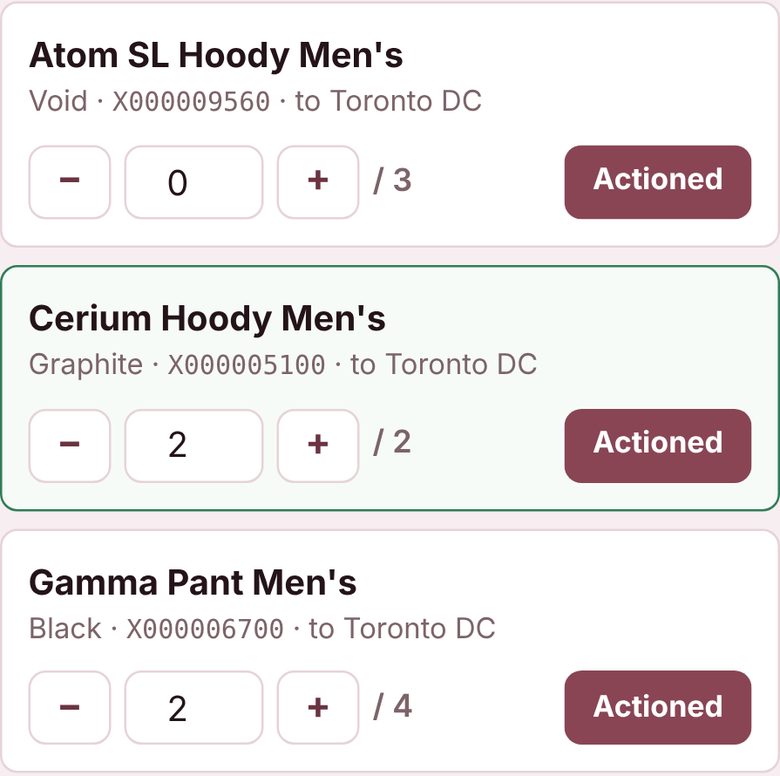 Atom SL Hoody Men's
Void · X000009560 · to Toronto DC
− 0 + / 3 Actioned
Cerium Hoody Men's
Graphite · X000005100 · to Toronto DC
− 2 + / 2 Actioned
Gamma Pant Men's
Black · X000006700 · to Toronto DC
− 2 + / 4 Actioned